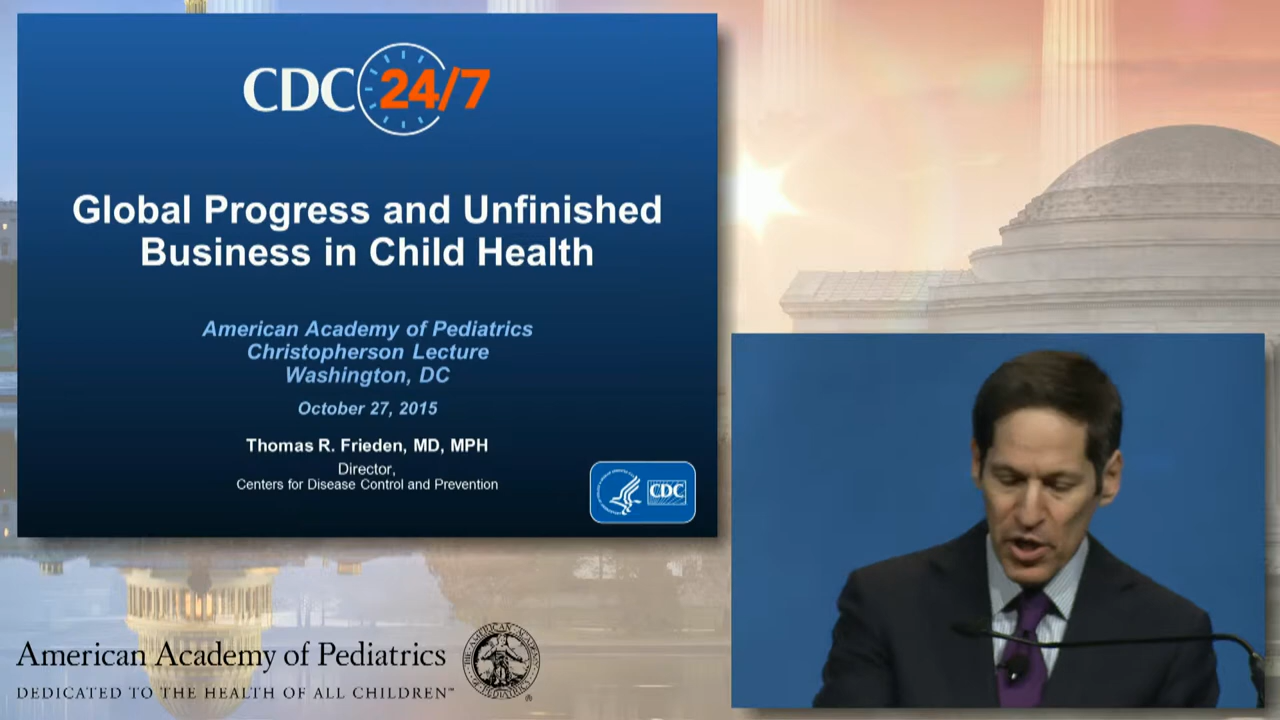 CDC 24/7
Global Progress and Unfinished
Business in Child Health
American Academy of Pediatrics
Christopherson Lecture
Washington, DC
October 27, 2015
Thomas R. Frieden, MD, MPH
Director,
Centers for Disease Control and Prevention
CDC
American Academy of Pediatrics
DEDICATED TO THE HEALTH OF ALL CHILDREN™